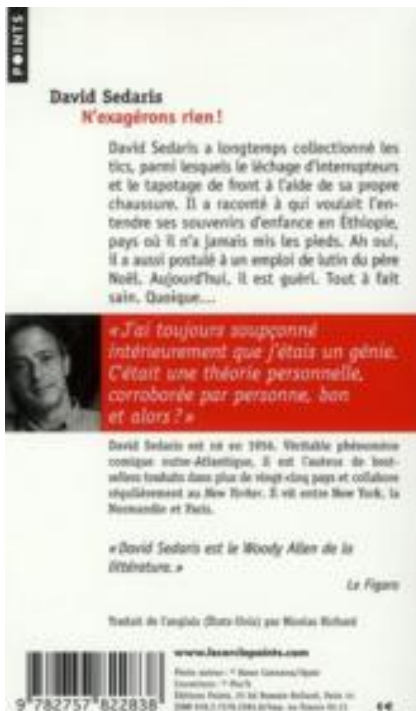 POINTS
David Sedaris
N'exagérons rien !
David Sedaris a longtemps collectionné les
tics, parmi lesquels le léchage d'interrupteurs
et le tapotage de front à l'aide de sa propre
chaussure. Il a raconté à qui voulait l'en-
tendre ses souvenirs d'enfance en Éthiopie,
pays où il n'a jamais mis les pieds. Ah oui,
il a aussi postulé à un emploi de lutin du père
Noël. Aujourd'hui, il est guéri. Tout à fait
sain. Quoique...
« J'ai toujours soupçonné
intérieurement que j'étais un génie.
C'était une théorie personnelle,
corroborée par personne, bon
et alors ? »
David Sedaris est né en 1956. Véritable phénomène
comique outre-Atlantique, il est l'auteur de best-
sellers traduits dans plus de vingt-cinq pays et collabore
régulièrement au New Yorker. Il vit entre New York, la
Normandie et Paris.
« David Sedaris est le Woody Allen de la
littérature. »
Le Figaro
Traduit de l'anglais (États-Unis) par Nicolas Richard
www.lecerclepoints.com
9 782757 822838
6€